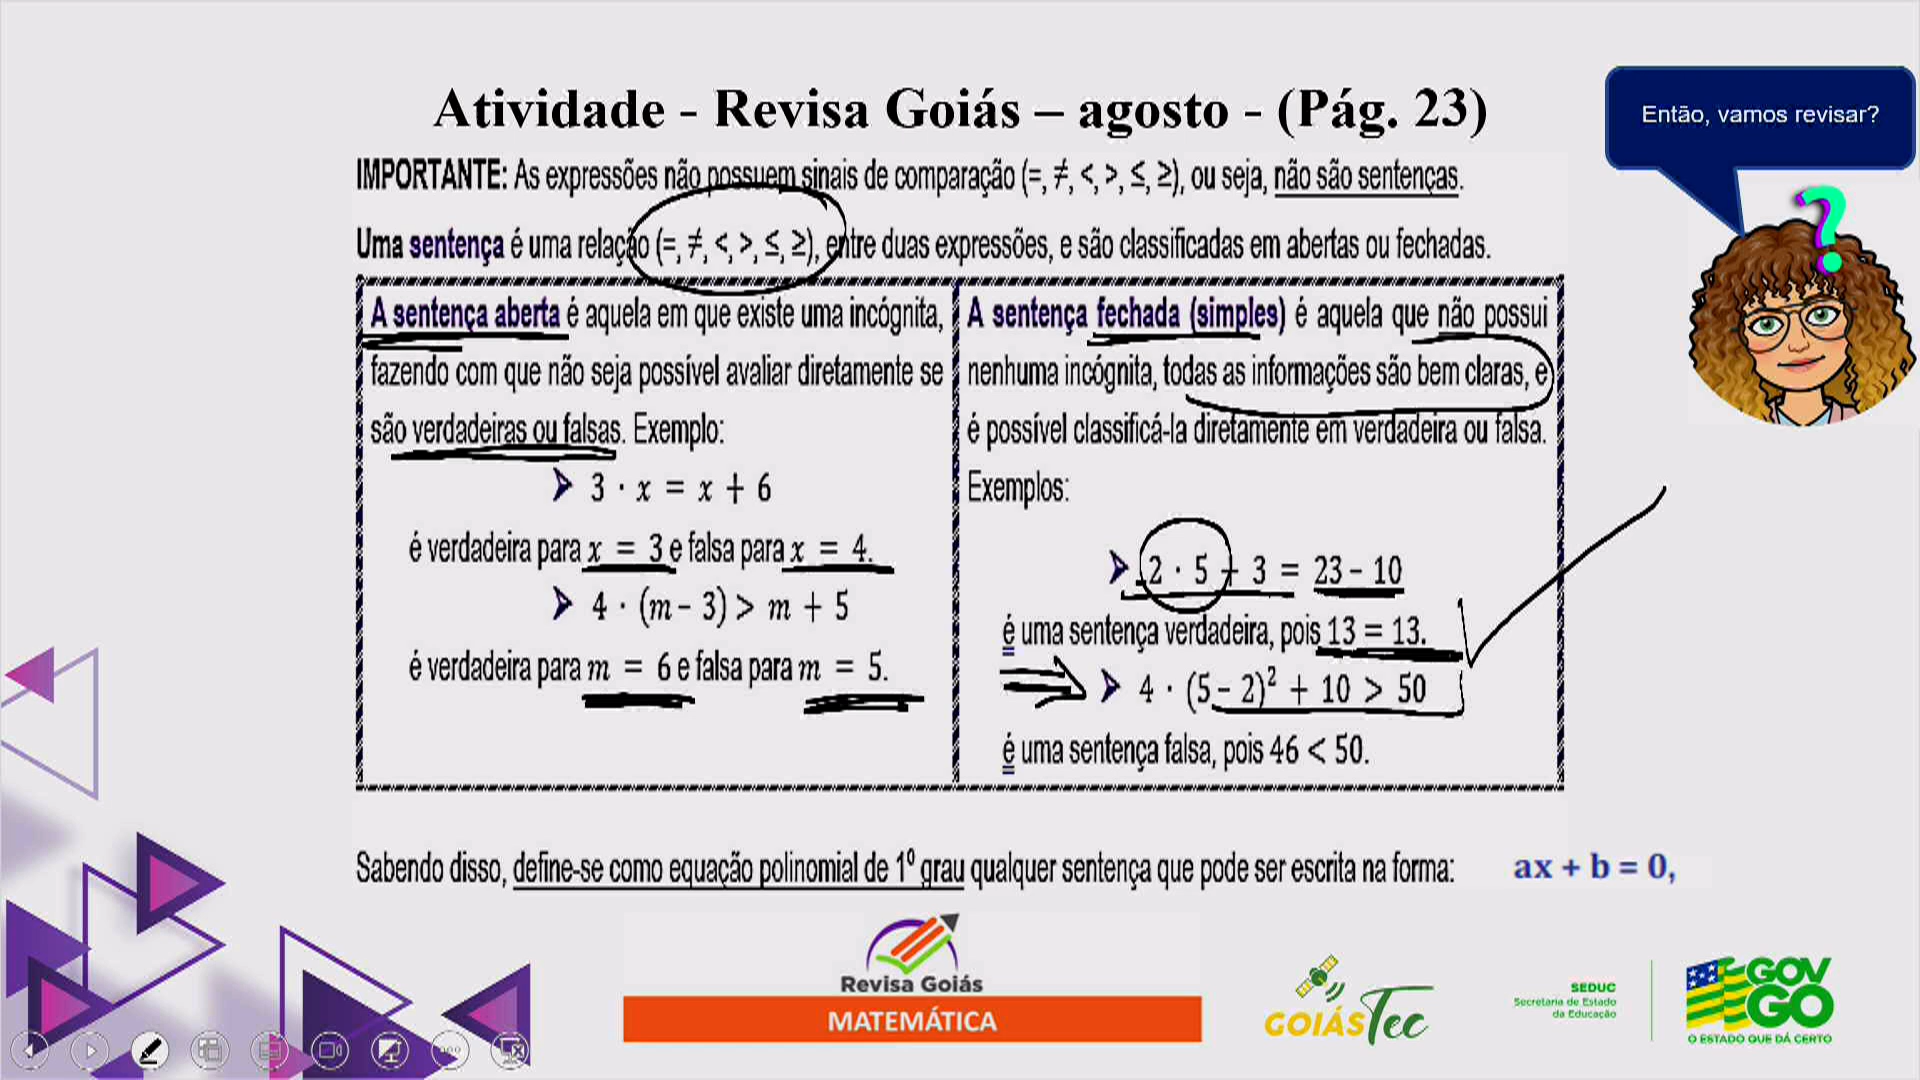 Atividade - Revisa Goiás – agosto - (Pág. 23)
Então, vamos revisar?
IMPORTANTE: As expressões não possuem sinais de comparação (=, ≠, <, >, ≤, ≥), ou seja, não são sentenças.
Uma sentença é uma relação (=, ≠, <, >, ≤, ≥), entre duas expressões, e são classificadas em abertas ou fechadas.
A sentença aberta é aquela em que existe uma incógnita,
fazendo com que não seja possível avaliar diretamente se
são verdadeiras ou falsas. Exemplo:
3 · x = x + 6
é verdadeira para x = 3 e falsa para x = 4.
4 · (m – 3) > m + 5
é verdadeira para m = 6 e falsa para m = 5.
A sentença fechada (simples) é aquela que não possui
nenhuma incógnita, todas as informações são bem claras, e
é possível classificá-la diretamente em verdadeira ou falsa.
Exemplos:
2 · 5 + 3 = 23 – 10
é uma sentença verdadeira, pois 13 = 13.
4 · (5 – 2)² + 10 > 50
é uma sentença falsa, pois 46 < 50.
Sabendo disso, define-se como equação polinomial de 1º grau qualquer sentença que pode ser escrita na forma: ax + b = 0,
Revisa Goiás
MATEMÁTICA
GOIÁS Tec
SEDUC
Secretaria de Estado
da Educação
GOV
GO
O ESTADO QUE DÁ CERTO